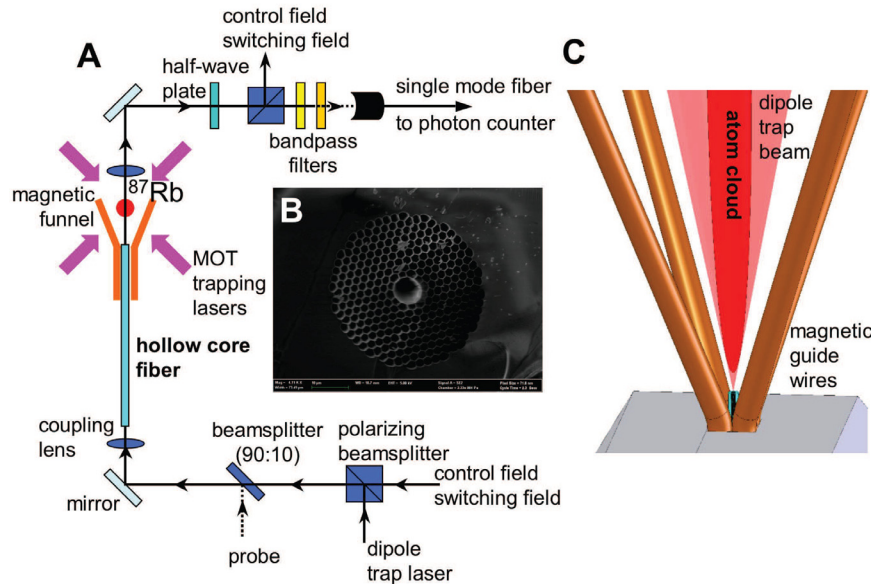 A
control field
switching field
half-wave
plate
single mode fiber
to photon counter
bandpass
filters
87Rb
magnetic
funnel
MOT
trapping
lasers
hollow core
fiber
coupling
lens
mirror
beamsplitter
(90:10)
polarizing
beamsplitter
control field
switching field
probe
dipole
trap laser
B
C
dipole
trap
beam
atom cloud
magnetic
guide
wires